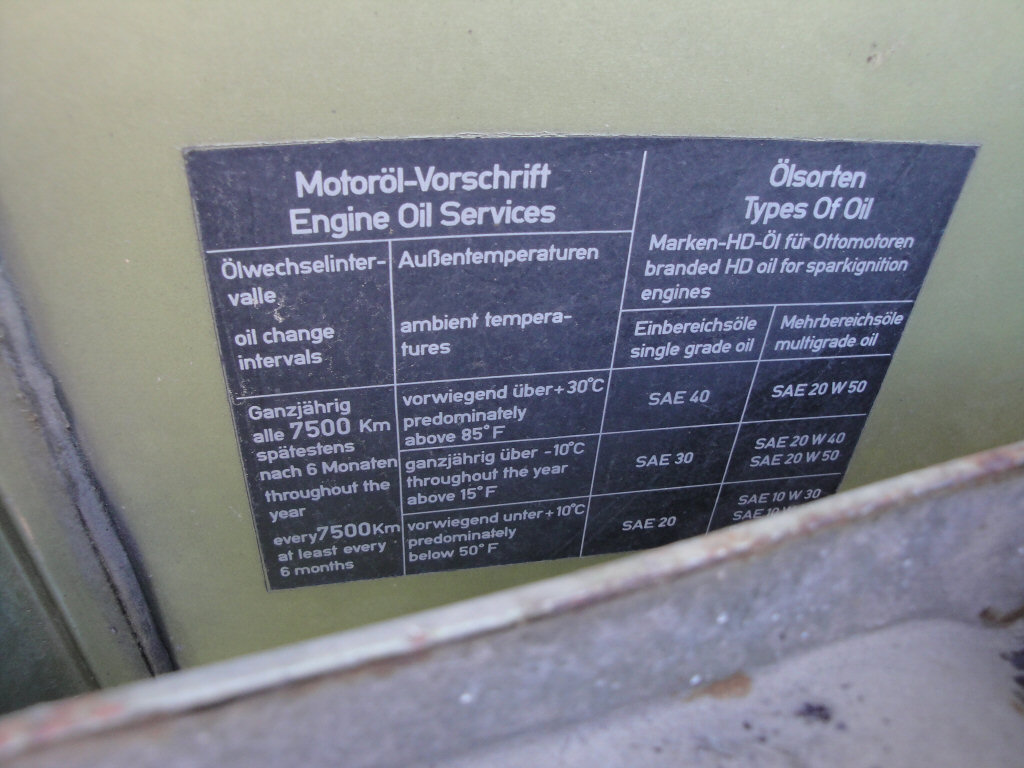 Motoröl-Vorschrift
Engine Oil Services
Ölwechselinter-
valle
oil change
intervals
Außentemperaturen
ambient tempera-
tures
Ölsorten
Types Of Oil
Marken-HD-Öl für Ottomotoren
branded HD oil for sparkignition
engines
Einbereichsöle
single grade oil
Mehrbereichsöle
multigrade oil
Ganzjährig
alle 7500 Km
spätestens
nach 6 Monaten
throughout the
year
every 7500 Km
at least every
6 months
vorwiegend über +30°C
predominately
above 85°F
SAE 40
SAE 20 W 50
ganzjährig über -10°C
throughout the year
above 15°F
SAE 30
SAE 20 W 40
SAE 20 W 50
vorwiegend unter +10°C
predominately
below 50°F
SAE 20
SAE 10 W 30
SAE 10